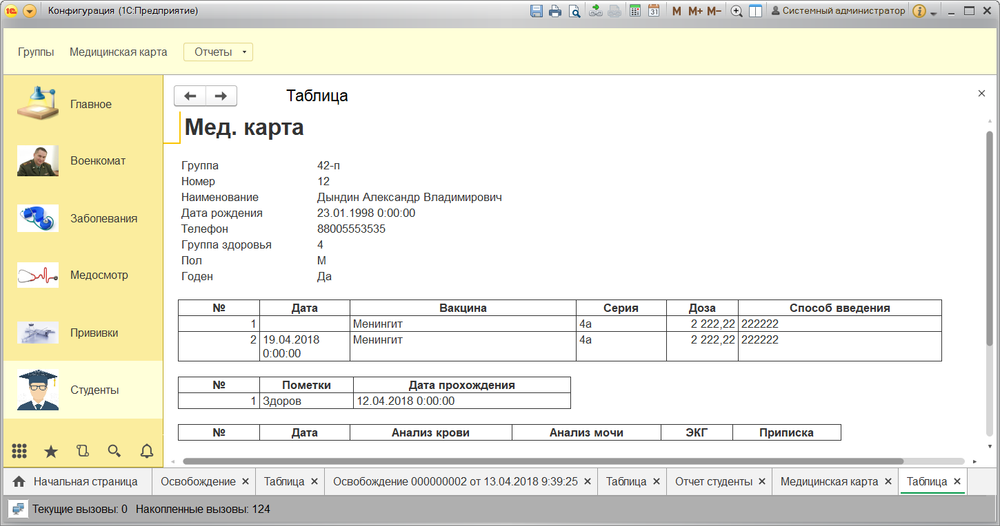 Конфигурация (1С:Предприятие)
31 M M+ M− Системный администратор
Группы Медицинская карта Отчеты
Главное
Военкомат
Заболевания
Медосмотр
Прививки
Студенты
Таблица
Мед. карта
Группа 42-п
Номер 12
Наименование Дындин Александр Владимирович
Дата рождения 23.01.1998 0:00:00
Телефон 88005553535
Группа здоровья 4
Пол М
Годен Да
№ Дата Вакцина Серия Доза Способ введения
1 Менингит 4а 2 222,22 222222
2 19.04.2018 Менингит 4а 2 222,22 222222
0:00:00
№ Пометки Дата прохождения
1 Здоров 12.04.2018 0:00:00
№ Дата Анализ крови Анализ мочи ЭКГ Приписка
Начальная страница Освобождение Таблица Освобождение 000000002 от 13.04.2018 9:39:25 Таблица Отчет студенты Медицинская карта Таблица
Текущие вызовы: 0 Накопленные вызовы: 124